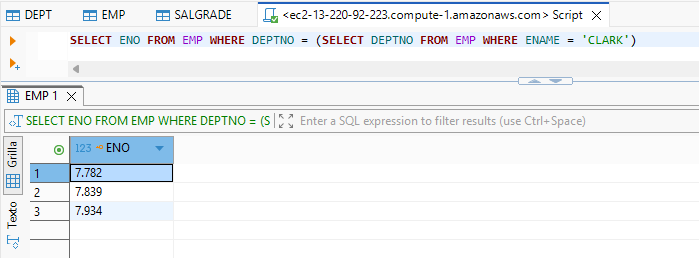 DEPT EMP SALGRADE <ec2-13-220-92-223.compute-1.amazonaws.com> Script
SELECT ENO FROM EMP WHERE DEPTNO = (SELECT DEPTNO FROM EMP WHERE ENAME = 'CLARK')
EMP 1
SELECT ENO FROM EMP WHERE DEPTNO = (S Enter a SQL expression to filter results (use Ctrl+Space)
Grilla
Texto
123 ENO
1 7.782
2 7.839
3 7.934